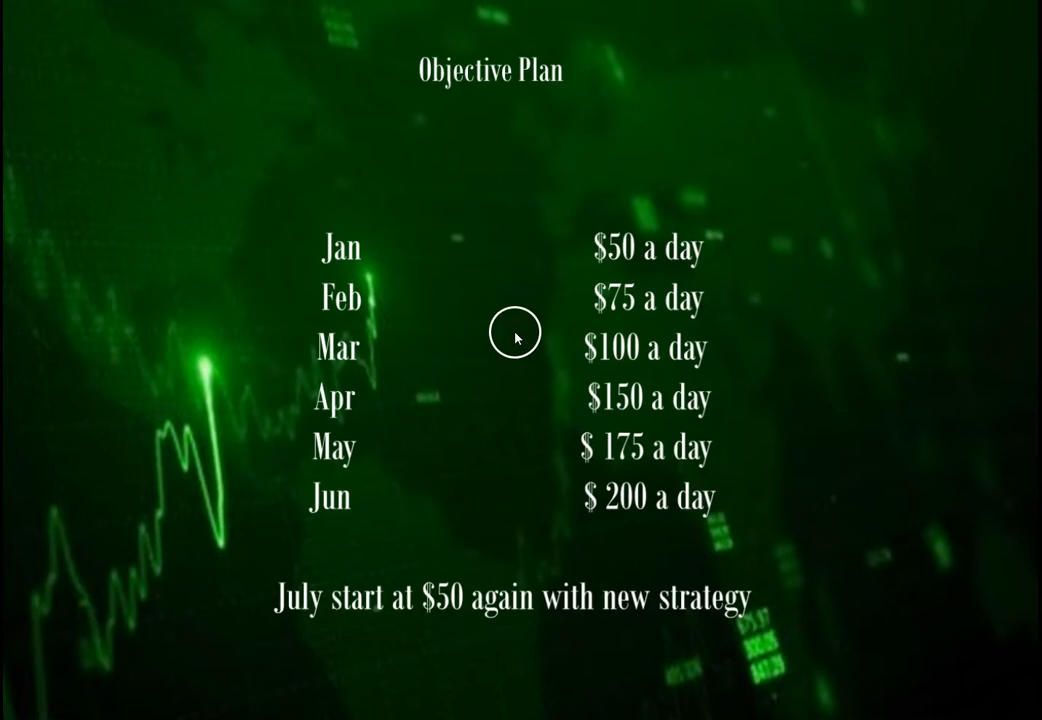 Objective Plan
Jan $50 a day
Feb $75 a day
Mar $100 a day
Apr $150 a day
May $ 175 a day
Jun $ 200 a day
July start at $50 again with new strategy